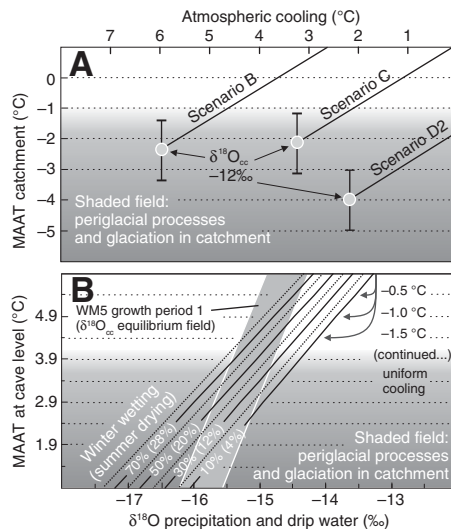 Atmospheric cooling (°C)
7 6 5 4 3 2 1
A
MAAT catchment (°C)
0
−1
−2
−3
−4
−5
Scenario B
Scenario C
Scenario D2
δ18Occ
−12‰
Shaded field:
periglacial processes
and glaciation in catchment
B
MAAT at cave level (°C)
4.9
3.9
2.9
1.9
WM5 growth period 1
(δ18Occ equilibrium field)
−0.5 °C
−1.0 °C
−1.5 °C
(continued...)
uniform
cooling
Winter wetting
(summer drying)
70% (28%)
50% (20%)
30% (12%)
10% (4%)
Shaded field:
periglacial processes
and glaciation in catchment
−17 −16 −15 −14 −13
δ18O precipitation and drip water (‰)